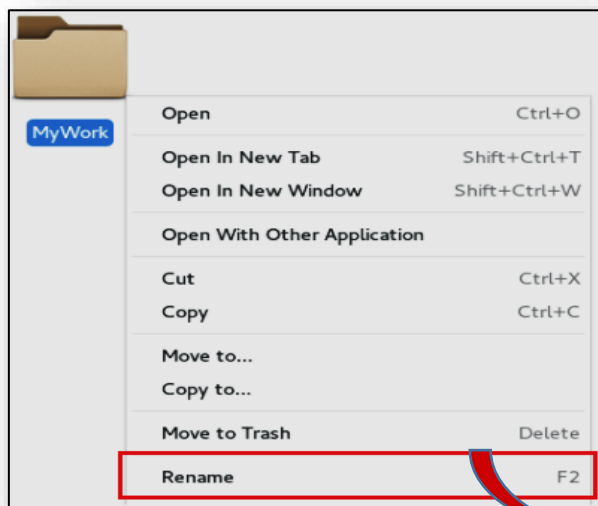 MyWork
Open Ctrl+O
Open In New Tab Shift+Ctrl+T
Open In New Window Shift+Ctrl+W
Open With Other Application
Cut Ctrl+X
Copy Ctrl+C
Move to...
Copy to...
Move to Trash Delete
Rename F2